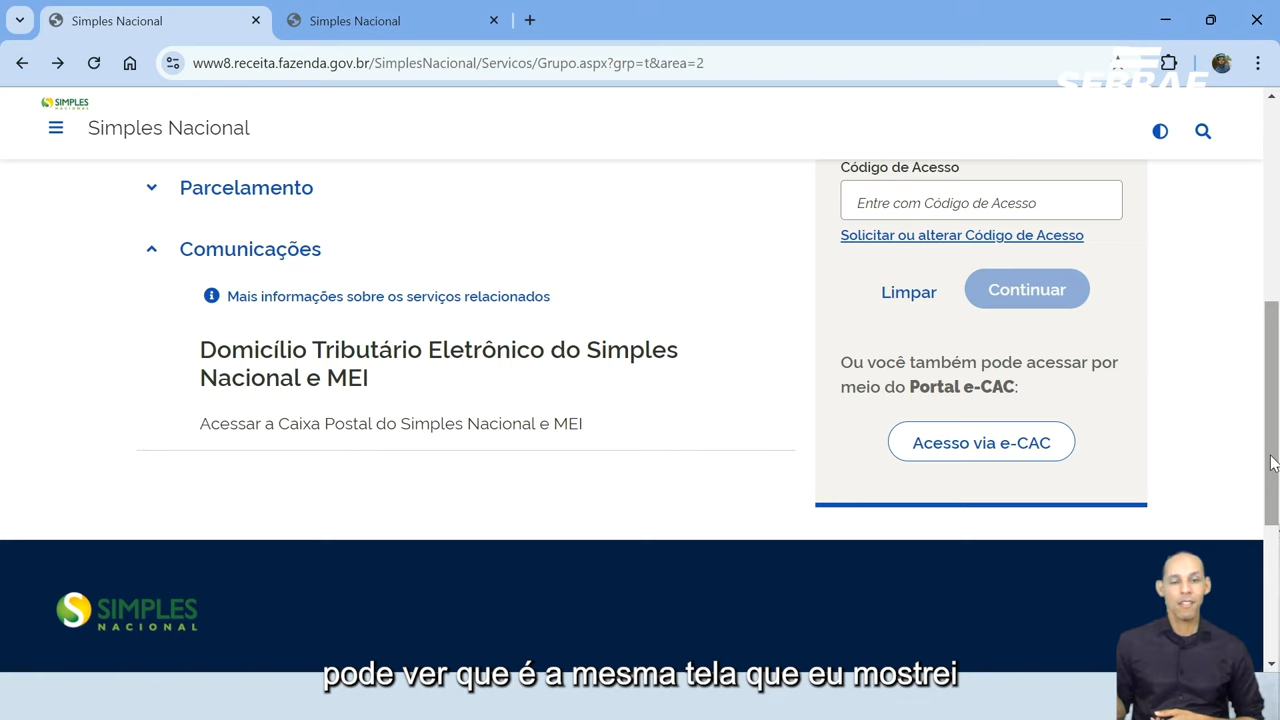 Simples Nacional
Simples Nacional
www8.receita.fazenda.gov.br/SimplesNacional/Servicos/Grupo.aspx?grp=t&area=2
SEBRAE
SIMPLES
NACIONAL
Simples Nacional
Parcelamento
Comunicações
Mais informações sobre os serviços relacionados
Domicílio Tributário Eletrônico do Simples
Nacional e MEI
Acessar a Caixa Postal do Simples Nacional e MEI
Código de Acesso
Entre com Código de Acesso
Solicitar ou alterar Código de Acesso
Limpar
Continuar
Ou você também pode acessar por
meio do Portal e-CAC:
Acesso via e-CAC
SIMPLES
NACIONAL
pode ver que é a mesma tela que eu mostrei